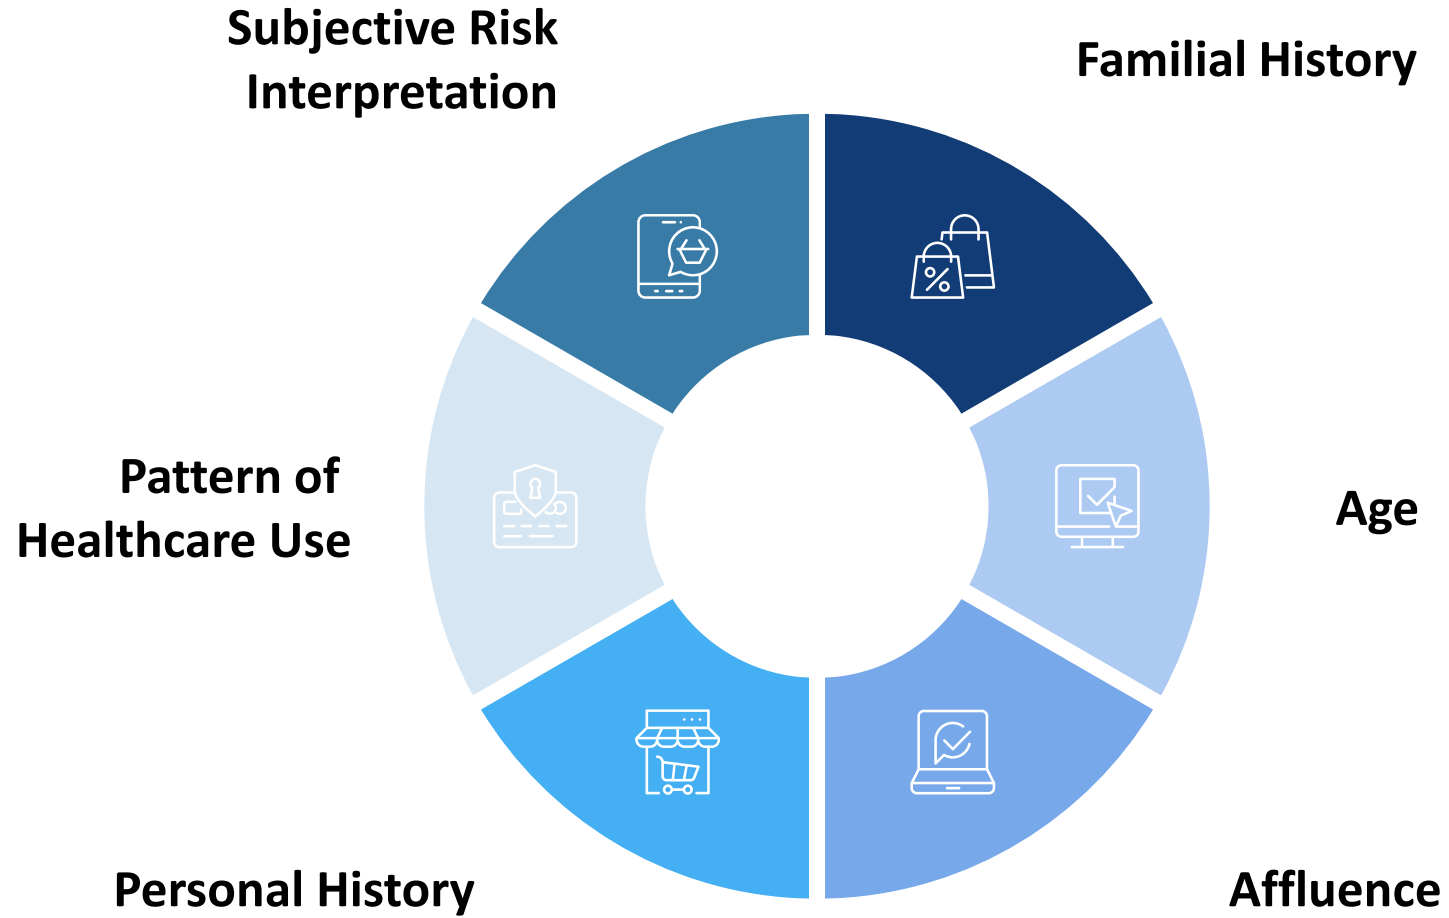 Subjective Risk
Interpretation
Familial History
Pattern of
Healthcare Use
Age
Personal History
Affluence